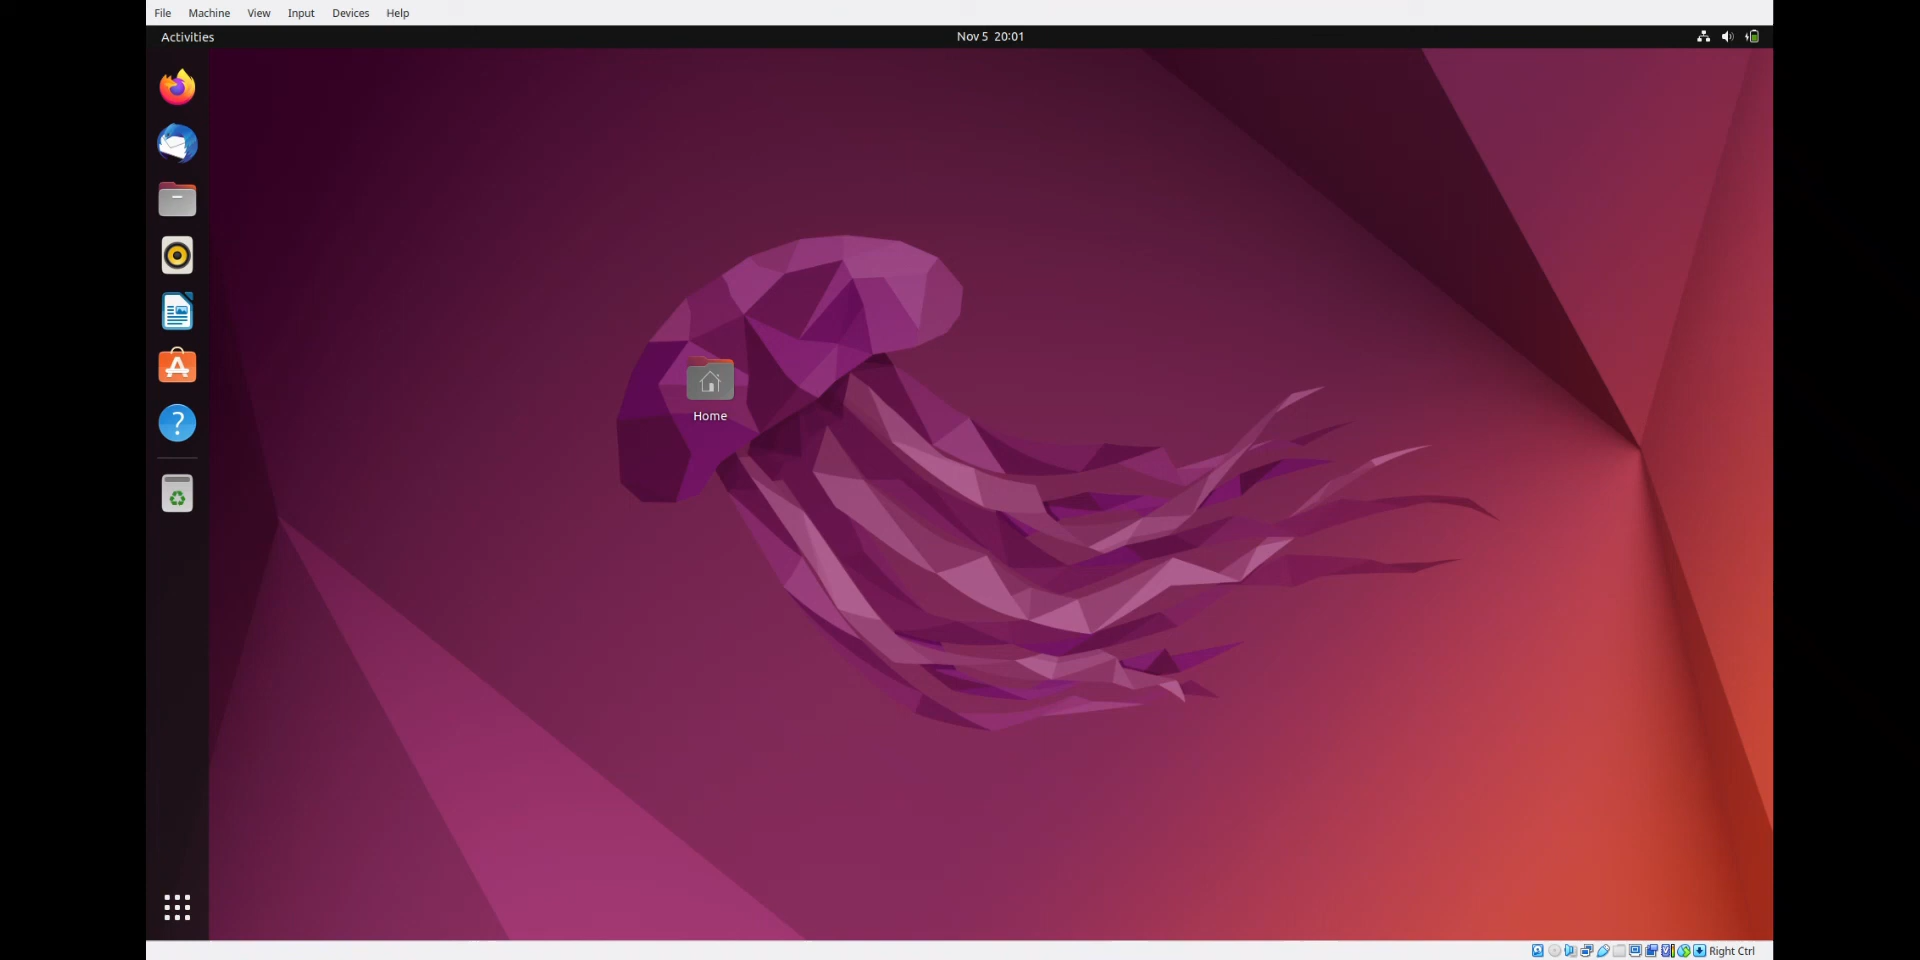 File Machine View Input Devices Help
Activities Nov 5 20:01
Home
Right Ctrl